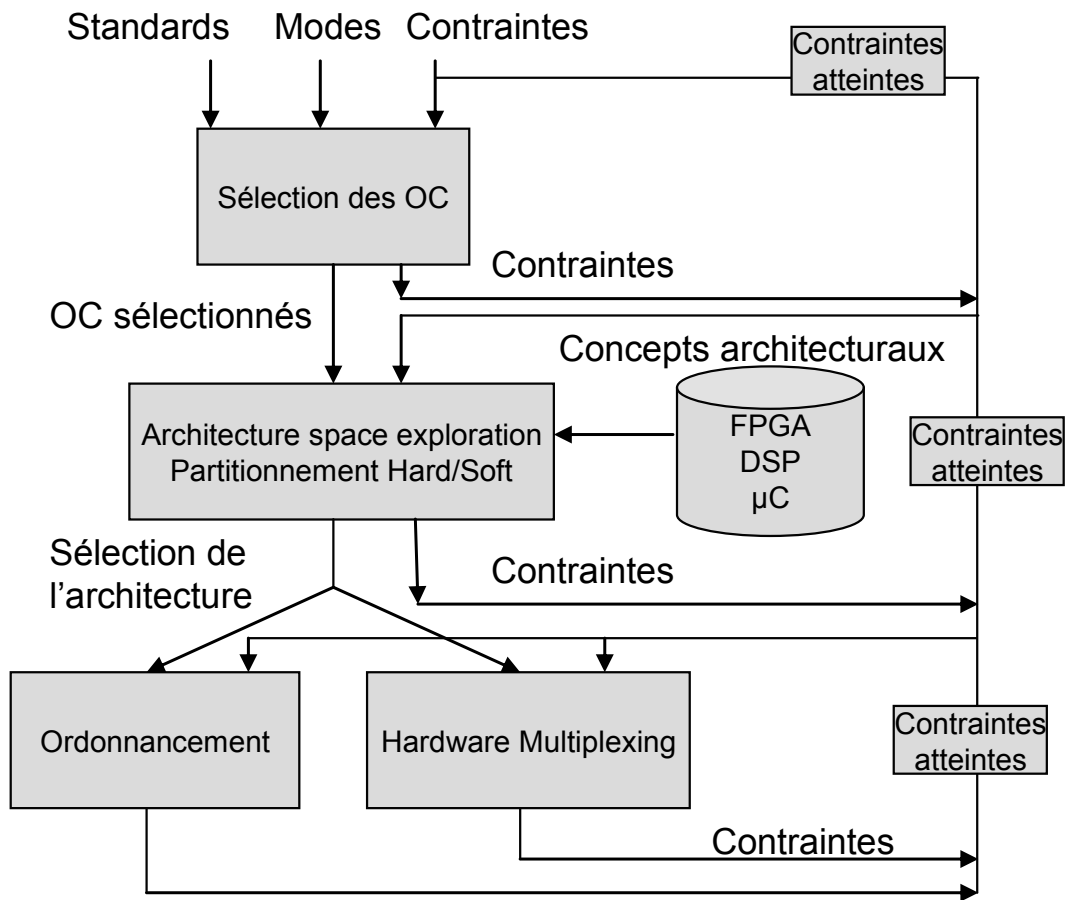 Standards
Modes
Contraintes
Contraintes
atteintes
Sélection des OC
Contraintes
OC sélectionnés
Concepts architecturaux
Architecture space exploration
Partitionnement Hard/Soft
FPGA
DSP
µC
Contraintes
atteintes
Sélection de
l’architecture
Contraintes
Ordonnancement
Hardware Multiplexing
Contraintes
atteintes
Contraintes